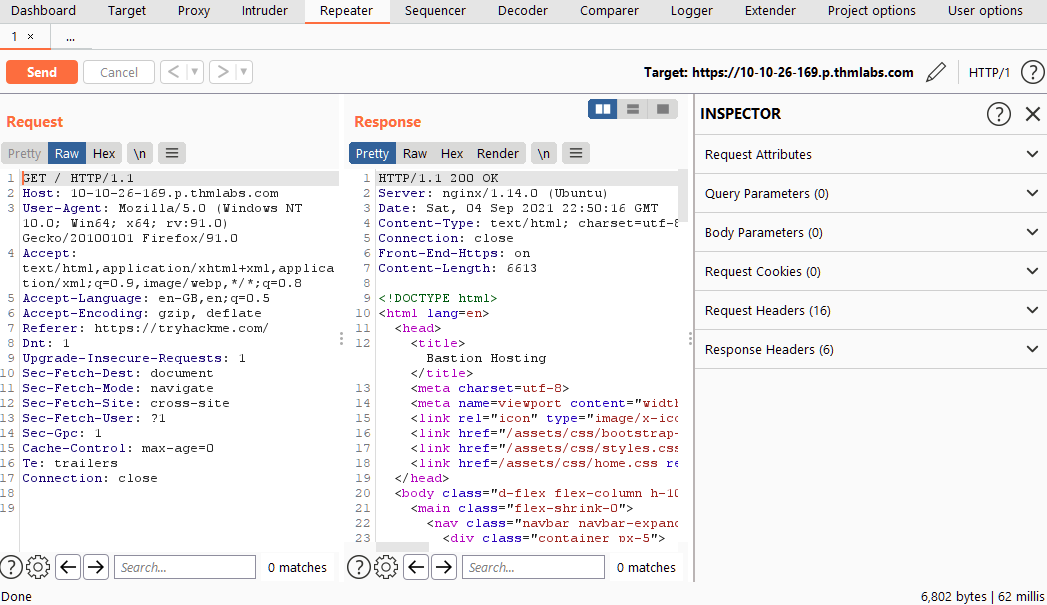 Dashboard Target Proxy Intruder Repeater Sequencer Decoder Comparer Logger Extender Project options User options
1 × ...
Send Cancel < > Target: https://10-10-26-169.p.thmlabs.com HTTP/1 ?
Request
Pretty Raw Hex \n
1 GET / HTTP/1.1
2 Host: 10-10-26-169.p.thmlabs.com
3 User-Agent: Mozilla/5.0 (Windows NT
10.0; Win64; x64; rv:91.0)
Gecko/20100101 Firefox/91.0
4 Accept:
text/html,application/xhtml+xml,applica
tion/xml;q=0.9,image/webp,*/*;q=0.8
5 Accept-Language: en-GB,en;q=0.5
6 Accept-Encoding: gzip, deflate
7 Referer: https://tryhackme.com/
8 Dnt: 1
9 Upgrade-Insecure-Requests: 1
10 Sec-Fetch-Dest: document
11 Sec-Fetch-Mode: navigate
12 Sec-Fetch-Site: cross-site
13 Sec-Fetch-User: ?1
14 Sec-Gpc: 1
15 Cache-Control: max-age=0
16 Te: trailers
17 Connection: close
18
19
? Search... 0 matches
Response
Pretty Raw Hex Render \n
1 HTTP/1.1 200 OK
2 Server: nginx/1.14.0 (Ubuntu)
3 Date: Sat, 04 Sep 2021 22:50:16 GMT
4 Content-Type: text/html; charset=utf-8
5 Connection: close
6 Front-End-Https: on
7 Content-Length: 6613
8
9 <!DOCTYPE html>
10 <html lang=en>
11 <head>
12 <title>
Bastion Hosting
</title>
13 <meta charset=utf-8>
14 <meta name=viewport content="width
15 <link rel="icon" type="image/x-ico
16 <link href="/assets/css/bootstrap-
17 <link href="/assets/css/styles.css
18 <link href=/assets/css/home.css re
19 </head>
20 <body class="d-flex flex-column h-10
21 <main class="flex-shrink-0">
22 <nav class="navbar navbar-expand
23 <div class="container px-5">
? Search... 0 matches
INSPECTOR ?
Request Attributes
Query Parameters (0)
Body Parameters (0)
Request Cookies (0)
Request Headers (16)
Response Headers (6)
Done 6,802 bytes | 62 millis